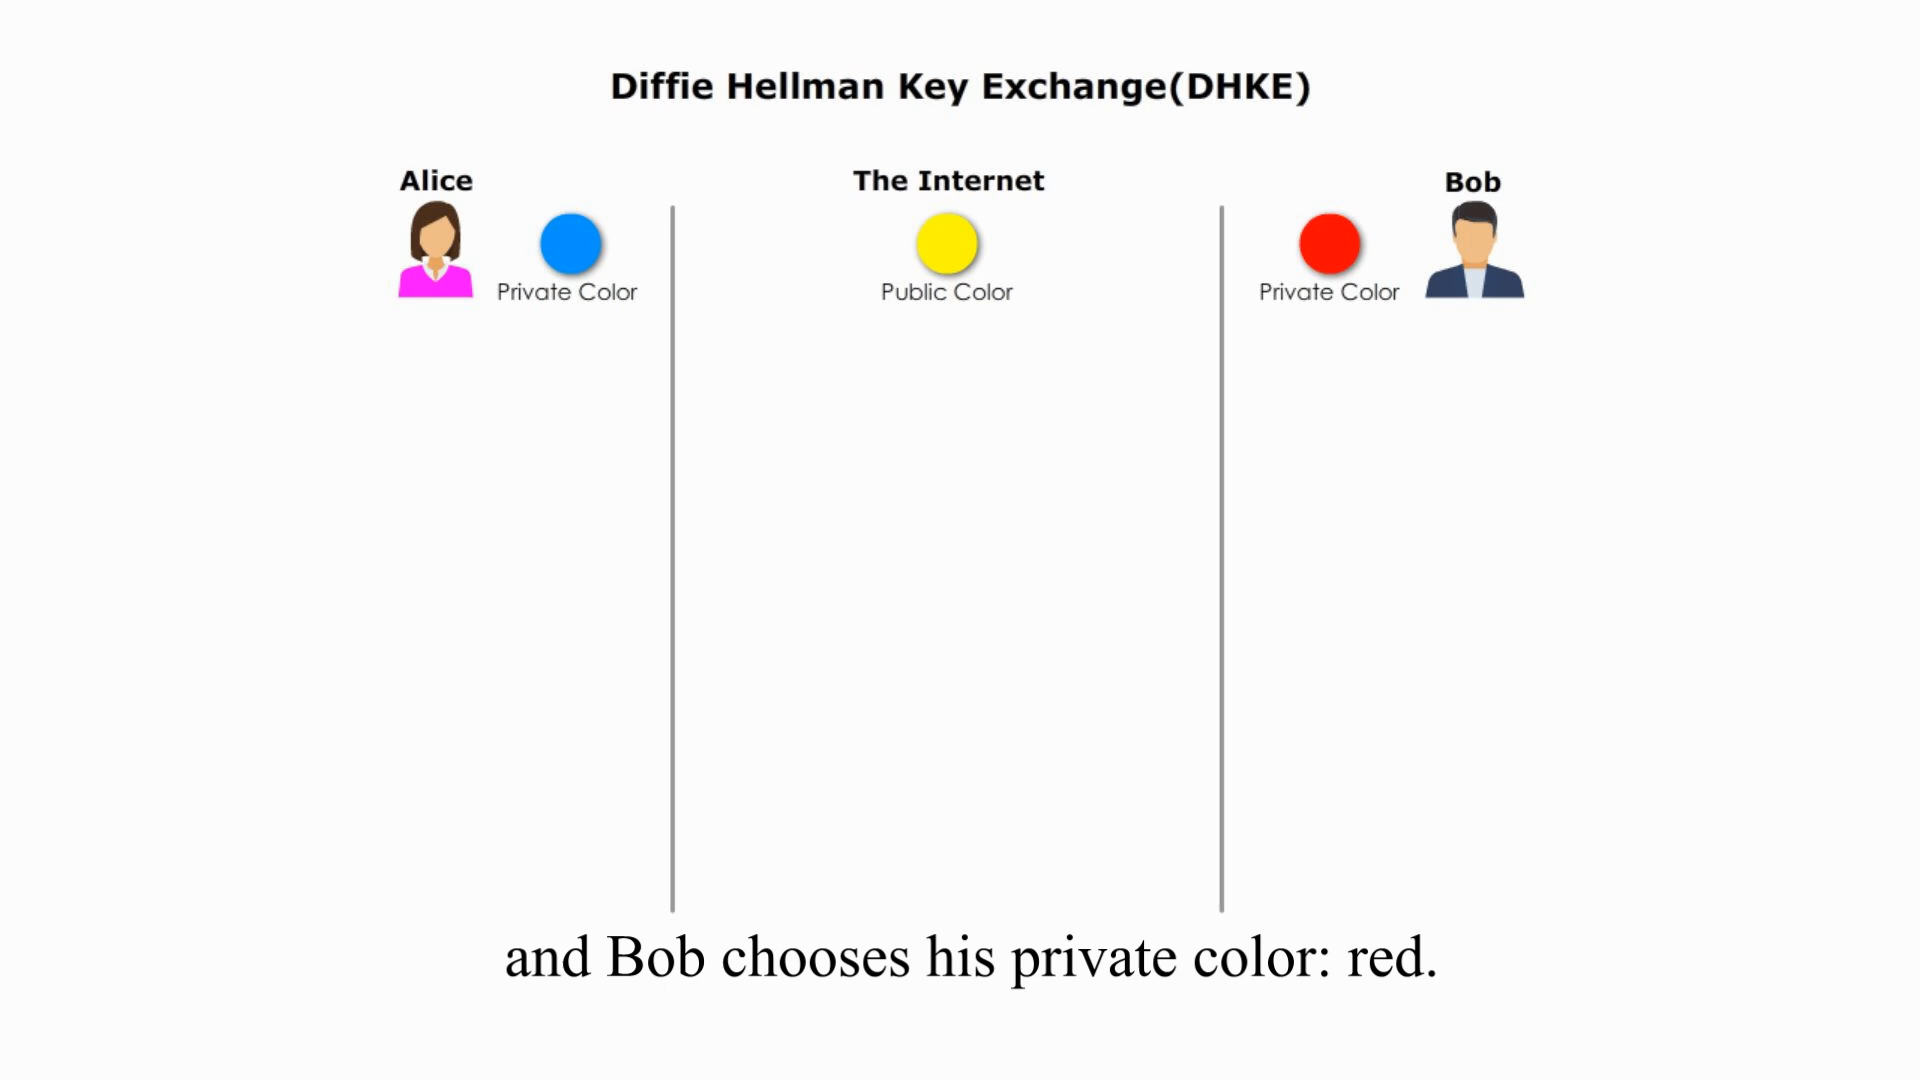 Diffie Hellman Key Exchange(DHKE)
Alice
The Internet
Bob
Private Color
Public Color
Private Color
and Bob chooses his private color: red.